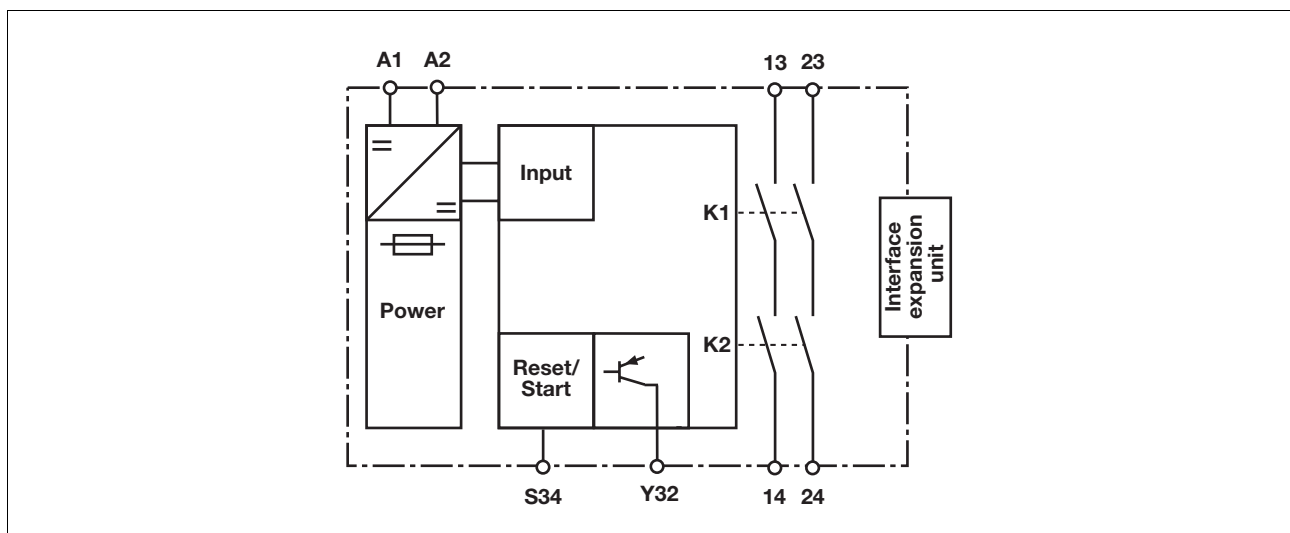 A1 A2 13 23
Input
K1
Interface
expansion
unit
Power
K2
Reset/
Start
S34 Y32 14 24